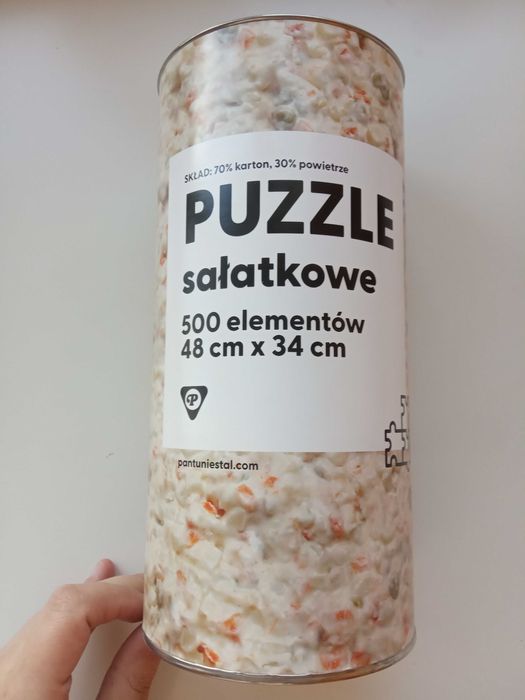 SKŁAD: 70% karton, 30% powietrze
PUZZLE
sałatkowe
500 elementów
48 cm x 34 cm
P
pantuniestal.com